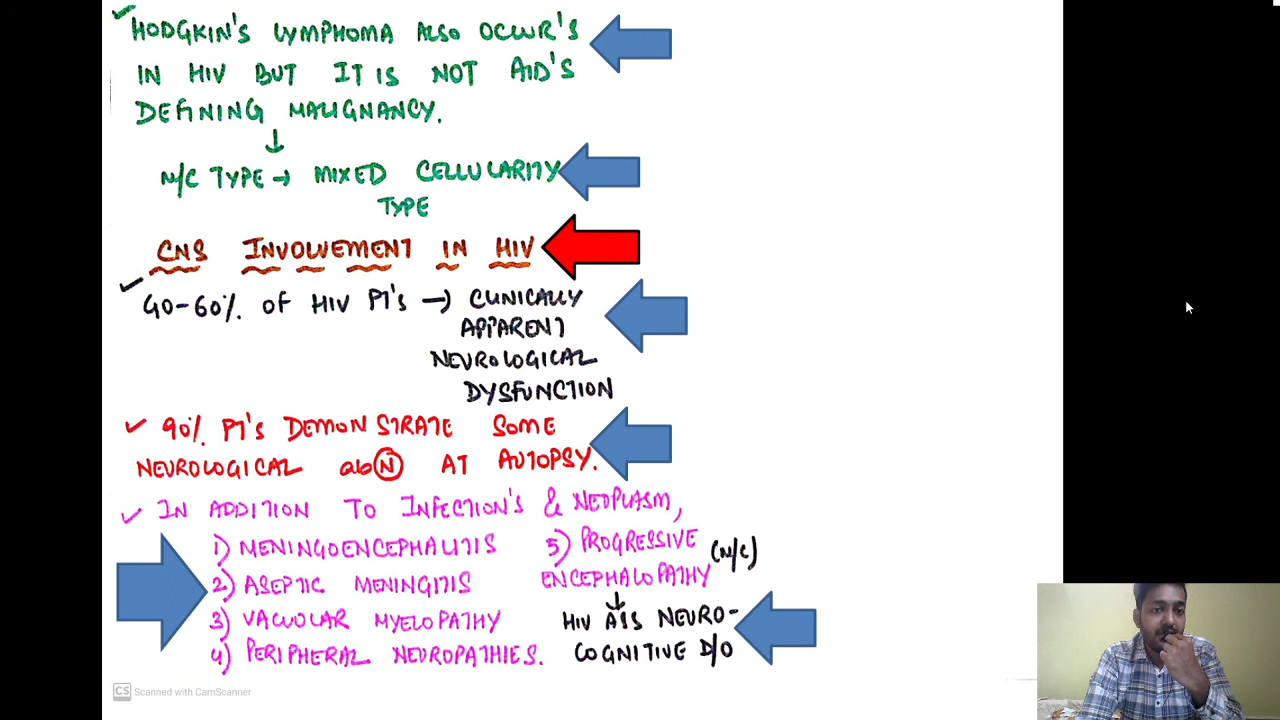 HODGKIN'S LYMPHOMA ALSO OCCUR'S
IN HIV BUT IT IS NOT AID'S
DEFINING MALIGNANCY.
↓
N/C TYPE → MIXED CELLULARITY
TYPE
CNS INVOLVEMENT IN HIV
40-60% OF HIV PT'S → CLINICALLY
APPARENT
NEUROLOGICAL
DYSFUNCTION
90% PT'S DEMONSTRATE SOME
NEUROLOGICAL abN AT AUTOPSY.
IN ADDITION TO INFECTION'S & NEOPLASM,
1) MENINGOENCEPHALITIS
2) ASEPTIC MENINGITIS
3) VACUOLAR MYELOPATHY
4) PERIPHERAL NEUROPATHIES.
5) PROGRESSIVE (N/C)
ENCEPHALOPATHY
↓
HIV A'S NEURO-
COGNITIVE D/O
CS Scanned with CamScanner